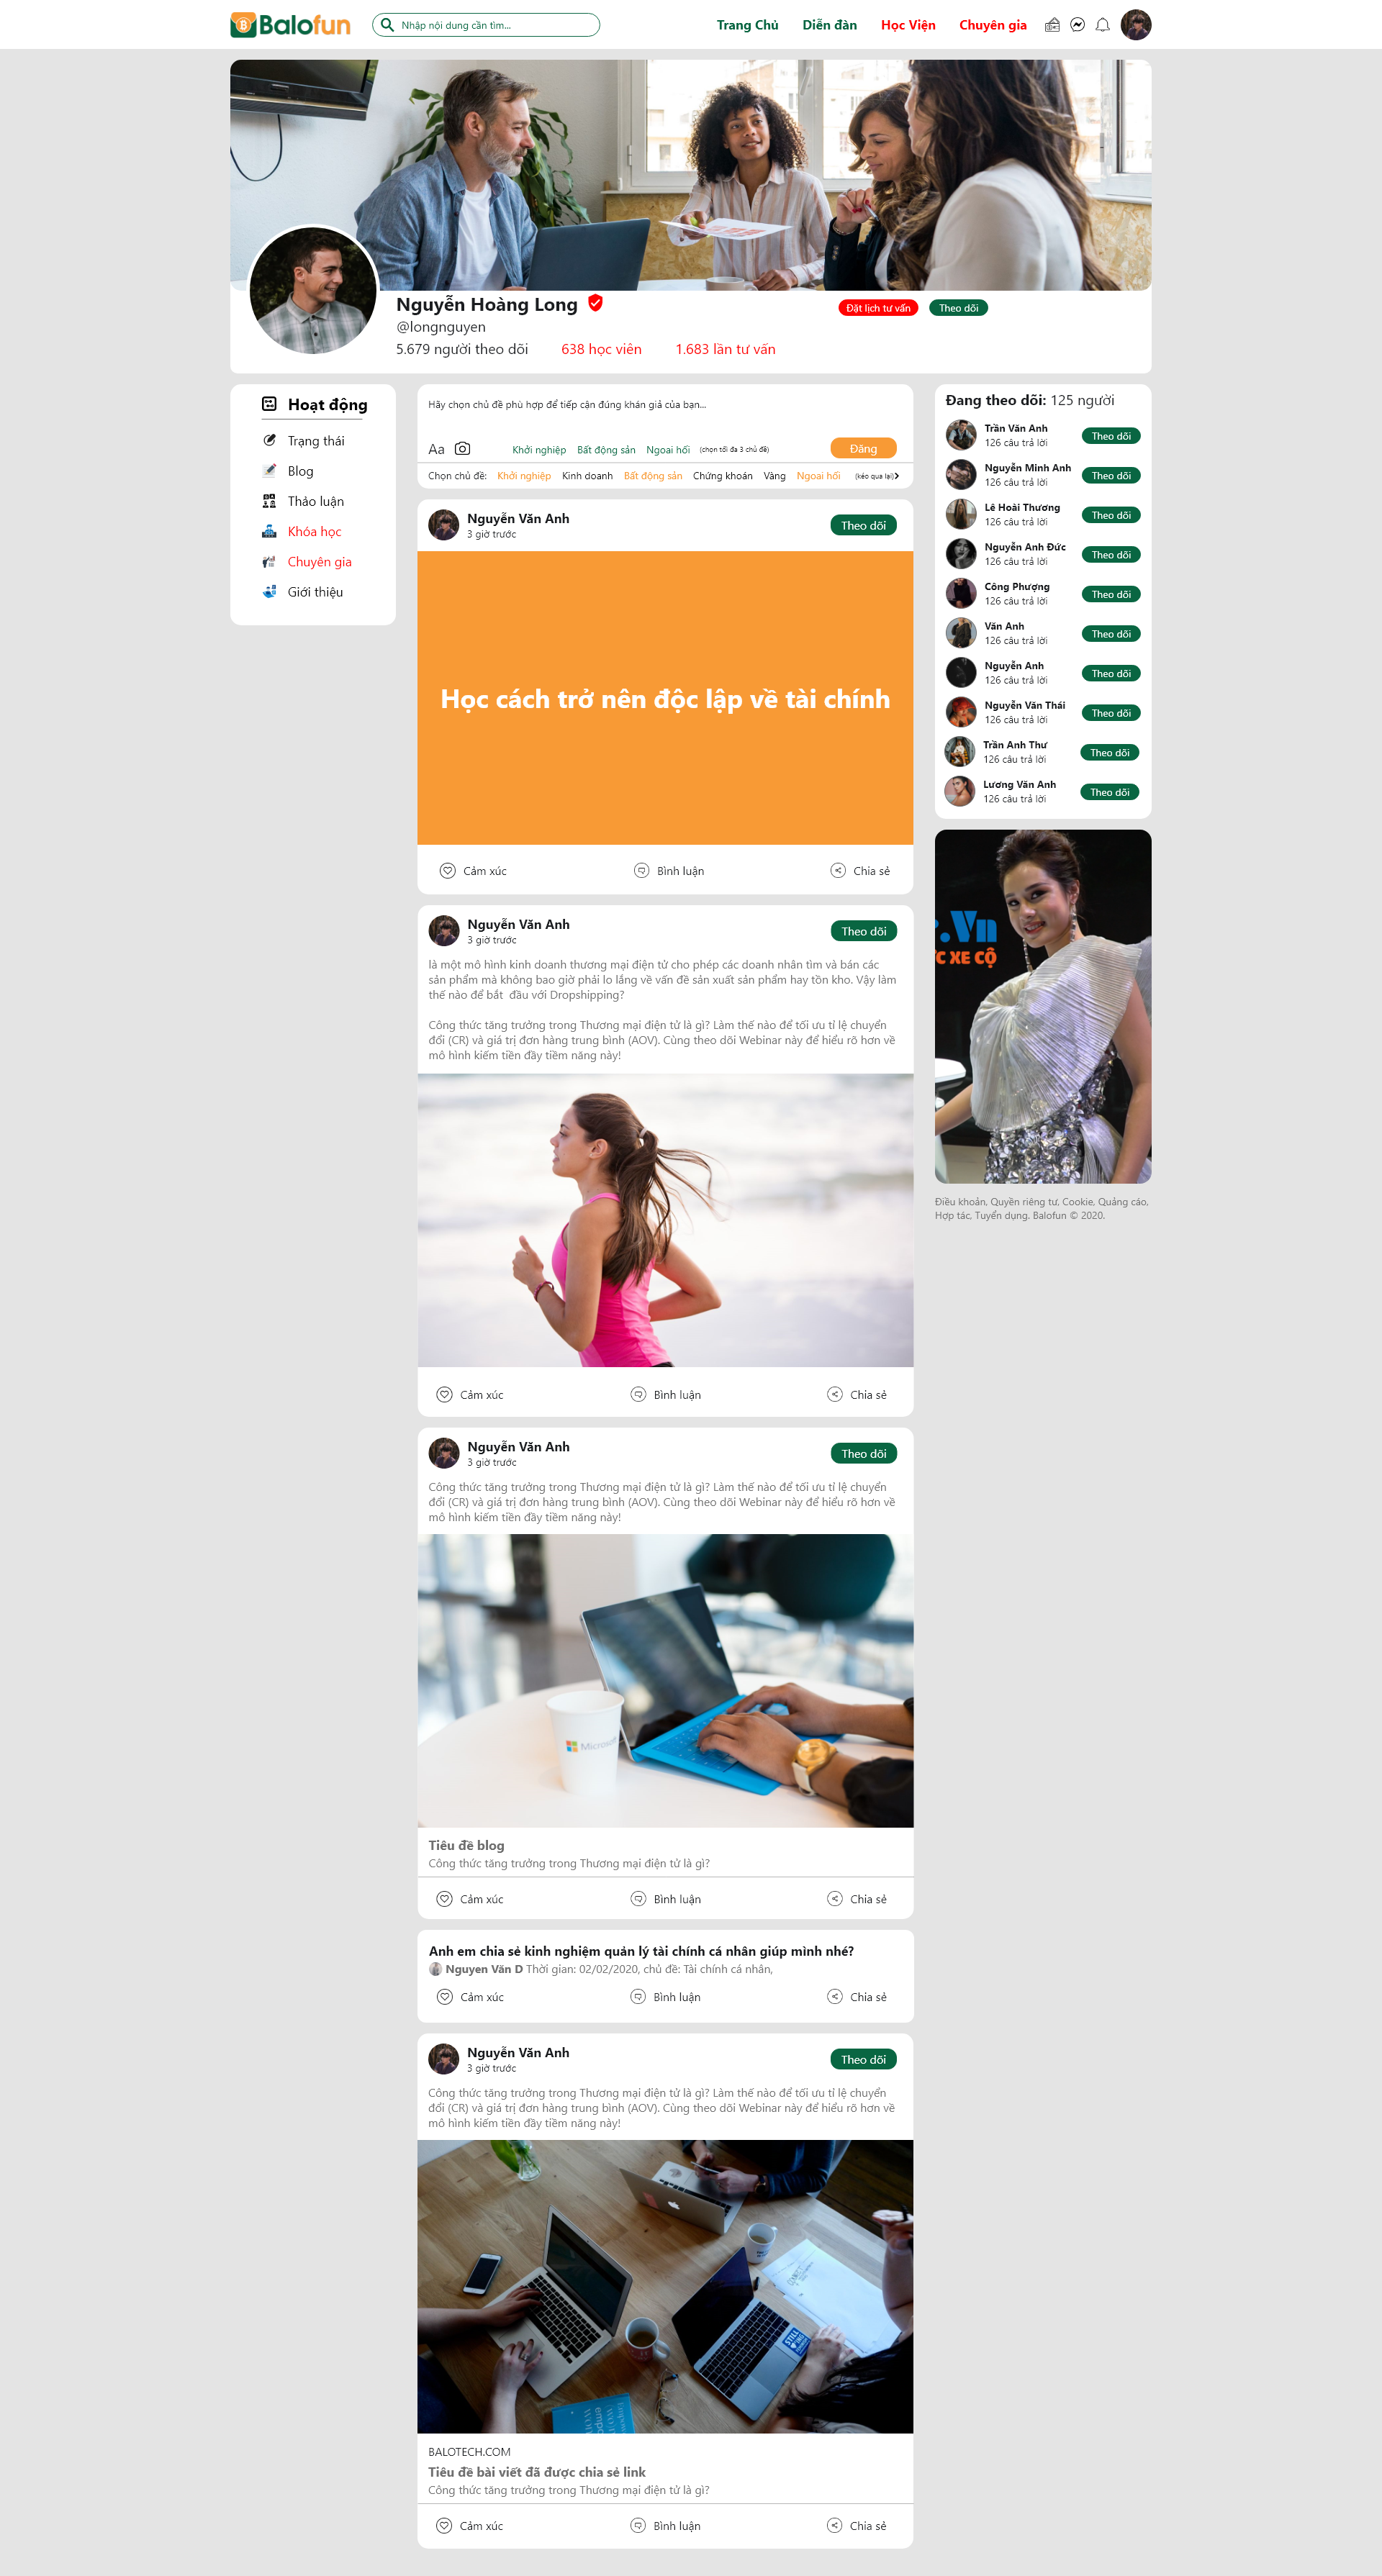 Balofun
Nhập nội dung cần tìm...
Trang Chủ
Diễn đàn
Học Viện
Chuyên gia
Nguyễn Hoàng Long
@longnguyen
5.679 người theo dõi
638 học viên
1.683 lần tư vấn
Đặt lịch tư vấn
Theo dõi
Hoạt động
Trạng thái
Blog
Thảo luận
Khóa học
Chuyên gia
Giới thiệu
Hãy chọn chủ đề phù hợp để tiếp cận đúng khán giả của bạn...
Aa
Khởi nghiệp Bất động sản Ngoai hối (chọn tối đa 3 chủ đề)
Đăng
Chọn chủ đề: Khởi nghiệp Kinh doanh Bất động sản Chứng khoán Vàng Ngoai hối (kéo qua lại)
Nguyễn Văn Anh
3 giờ trước
Theo dõi
Học cách trở nên độc lập về tài chính
Cảm xúc
Bình luận
Chia sẻ
Nguyễn Văn Anh
3 giờ trước
Theo dõi
là một mô hình kinh doanh thương mại điện tử cho phép các doanh nhân tìm và bán các
sản phẩm mà không bao giờ phải lo lắng về vấn đề sản xuất sản phẩm hay tồn kho. Vậy làm
thế nào để bắt  đầu với Dropshipping?
Công thức tăng trưởng trong Thương mại điện tử là gì? Làm thế nào để tối ưu tỉ lệ chuyển
đổi (CR) và giá trị đơn hàng trung bình (AOV). Cùng theo dõi Webinar này để hiểu rõ hơn về
mô hình kiếm tiền đầy tiềm năng này!
Cảm xúc
Bình luận
Chia sẻ
Nguyễn Văn Anh
3 giờ trước
Theo dõi
Công thức tăng trưởng trong Thương mại điện tử là gì? Làm thế nào để tối ưu tỉ lệ chuyển
đổi (CR) và giá trị đơn hàng trung bình (AOV). Cùng theo dõi Webinar này để hiểu rõ hơn về
mô hình kiếm tiền đầy tiềm năng này!
Microsoft
Tiêu đề blog
Công thức tăng trưởng trong Thương mại điện tử là gì?
Cảm xúc
Bình luận
Chia sẻ
Anh em chia sẻ kinh nghiệm quản lý tài chính cá nhân giúp mình nhé?
Nguyen Văn D Thời gian: 02/02/2020, chủ đề: Tài chính cá nhân,
Cảm xúc
Bình luận
Chia sẻ
Nguyễn Văn Anh
3 giờ trước
Theo dõi
Công thức tăng trưởng trong Thương mại điện tử là gì? Làm thế nào để tối ưu tỉ lệ chuyển
đổi (CR) và giá trị đơn hàng trung bình (AOV). Cùng theo dõi Webinar này để hiểu rõ hơn về
mô hình kiếm tiền đầy tiềm năng này!
BALOTECH.COM
Tiêu đề bài viết đã được chia sẻ link
Công thức tăng trưởng trong Thương mại điện tử là gì?
Cảm xúc
Bình luận
Chia sẻ
Đang theo dõi: 125 người
Trần Văn Anh
126 câu trả lời
Theo dõi
Nguyễn Minh Anh
126 câu trả lời
Theo dõi
Lê Hoài Thương
126 câu trả lời
Theo dõi
Nguyễn Anh Đức
126 câu trả lời
Theo dõi
Công Phượng
126 câu trả lời
Theo dõi
Văn Anh
126 câu trả lời
Theo dõi
Nguyễn Anh
126 câu trả lời
Theo dõi
Nguyễn Văn Thái
126 câu trả lời
Theo dõi
Trần Anh Thư
126 câu trả lời
Theo dõi
Lương Văn Anh
126 câu trả lời
Theo dõi
.Vn
C XE CỘ
Điều khoản, Quyền riêng tư, Cookie, Quảng cáo,
Hợp tác, Tuyển dụng. Balofun © 2020.